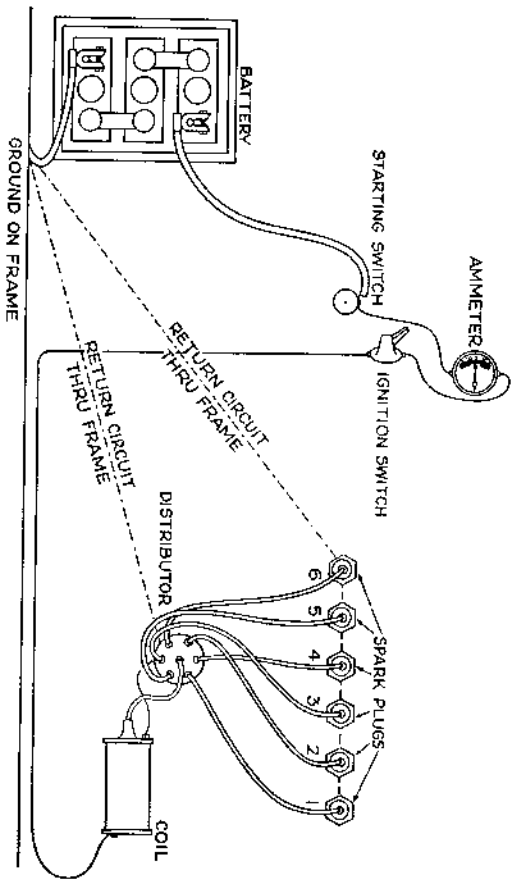 BATTERY
STARTING SWITCH
AMMETER
IGNITION SWITCH
GROUND ON FRAME
RETURN CIRCUIT
THRU FRAME
RETURN CIRCUIT
THRU FRAME
DISTRIBUTOR
SPARK PLUGS
6
5
4
3
2
1
COIL